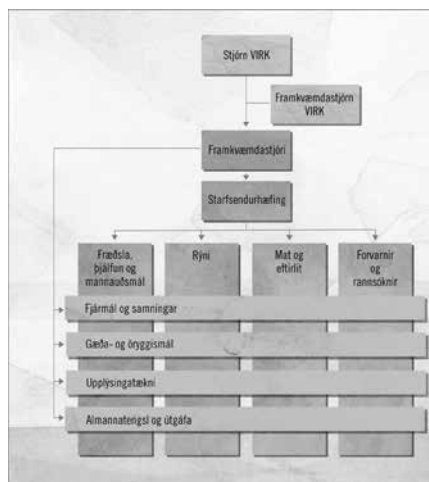 Stjórn VIRK
Framkvæmdastjórn
VIRK
Framkvæmdastjóri
Starfsendurhæfing
Fræðsla,
þjálfun og
mannauðsmál
Rýni
Mat og
eftirlit
Forvarnir
og
rannsóknir
Fjármál og samningar
Gæða- og öryggismál
Upplýsingatækni
Almannatengsl og útgáfa